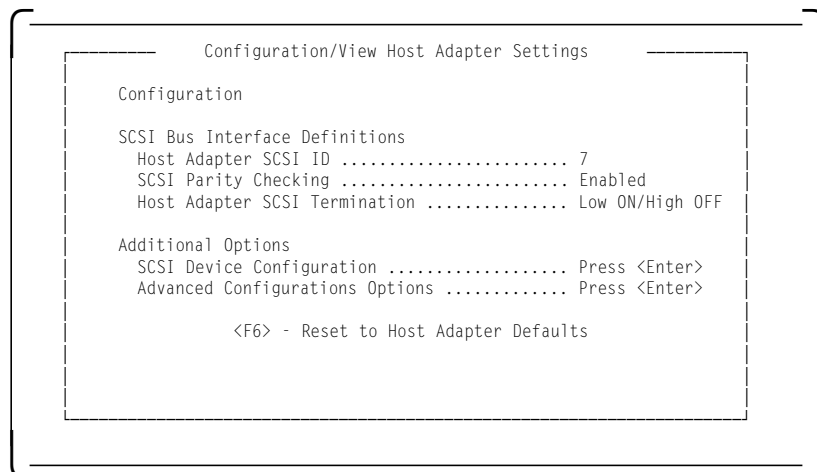 Configuration/View Host Adapter Settings
Configuration
SCSI Bus Interface Definitions
Host Adapter SCSI ID ........................ 7
SCSI Parity Checking ........................ Enabled
Host Adapter SCSI Termination ............... Low ON/High OFF
Additional Options
SCSI Device Configuration ................... Press <Enter>
Advanced Configurations Options ............. Press <Enter>
<F6> - Reset to Host Adapter Defaults